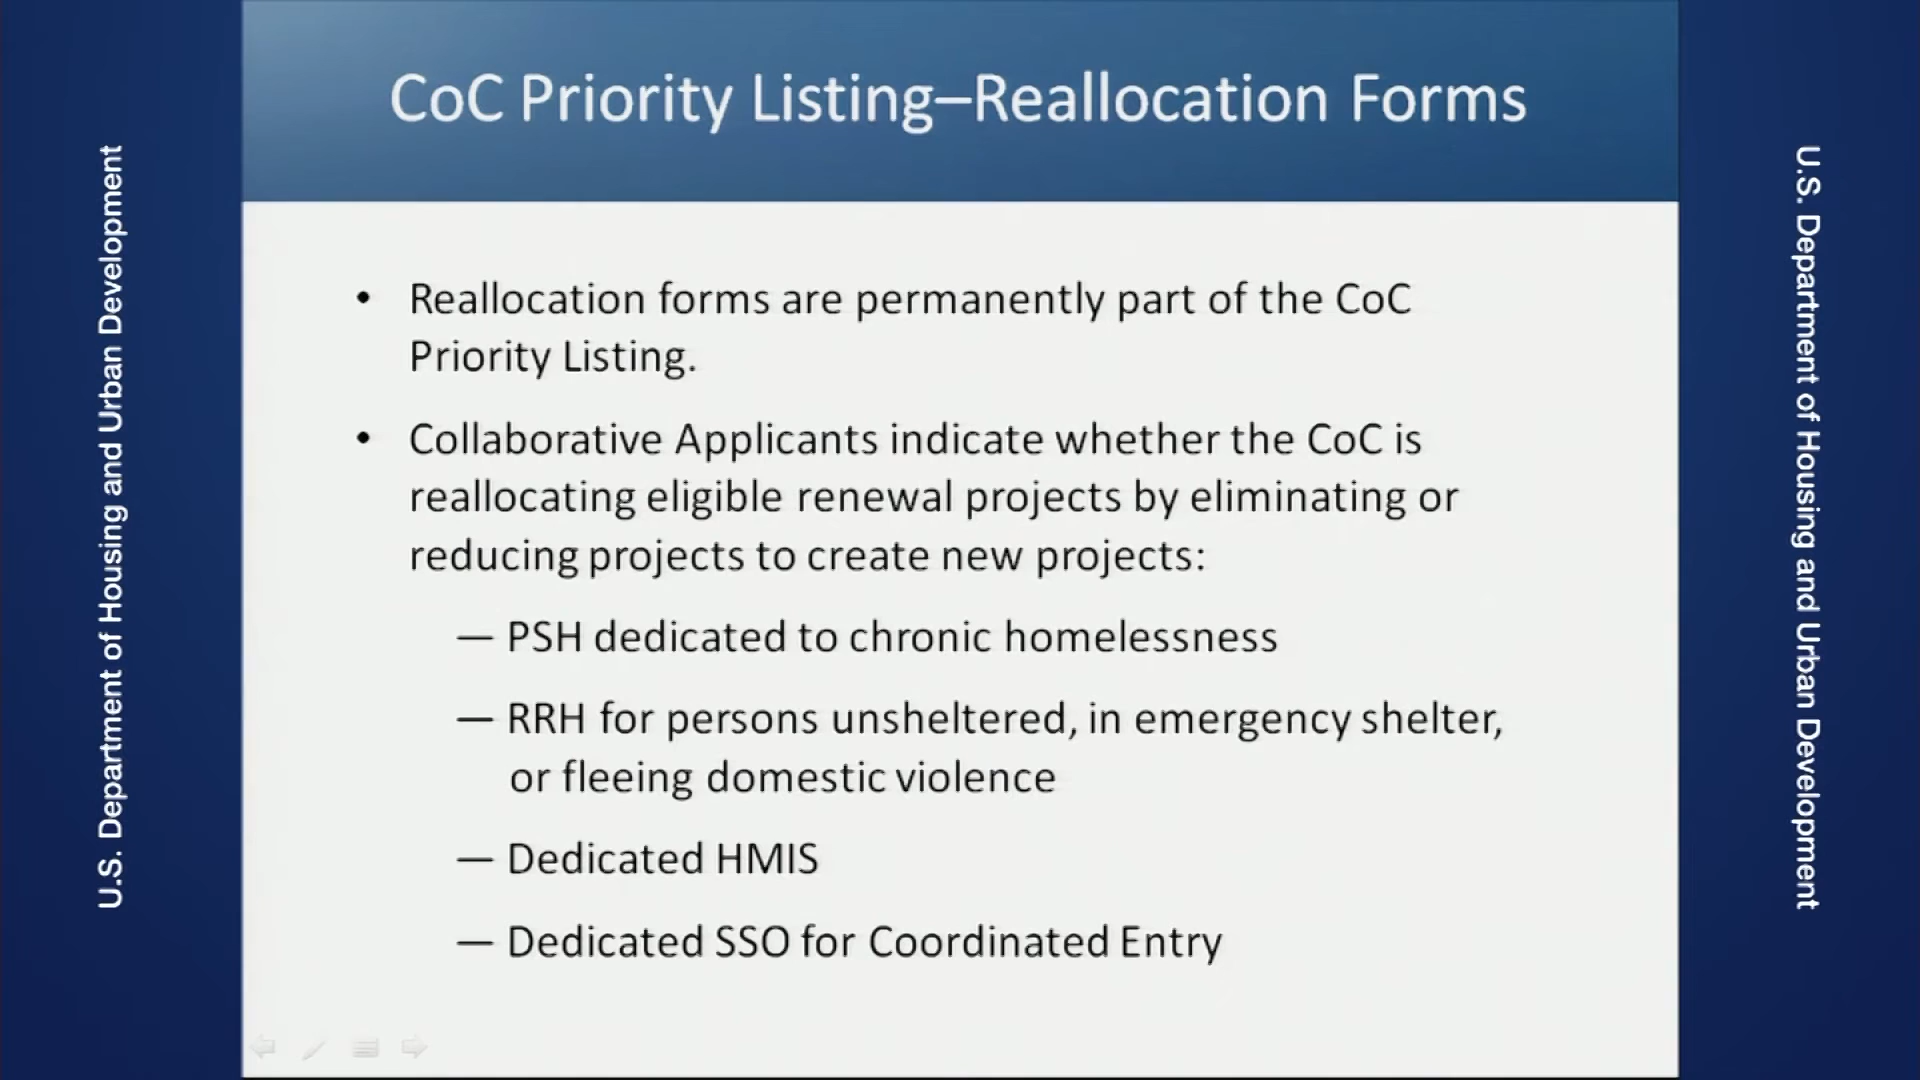 CoC Priority Listing–Reallocation Forms
U.S. Department of Housing and Urban Development
• Reallocation forms are permanently part of the CoC
Priority Listing.
• Collaborative Applicants indicate whether the CoC is
reallocating eligible renewal projects by eliminating or
reducing projects to create new projects:
— PSH dedicated to chronic homelessness
— RRH for persons unsheltered, in emergency shelter,
or fleeing domestic violence
— Dedicated HMIS
— Dedicated SSO for Coordinated Entry
U.S. Department of Housing and Urban Development